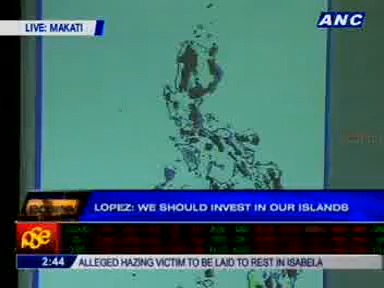 LIVE: MAKATI
ANC
LOPEZ: WE SHOULD INVEST IN OUR ISLANDS
pse
2:44 ALLEGED HAZING VICTIM TO BE LAID TO REST IN ISABELA